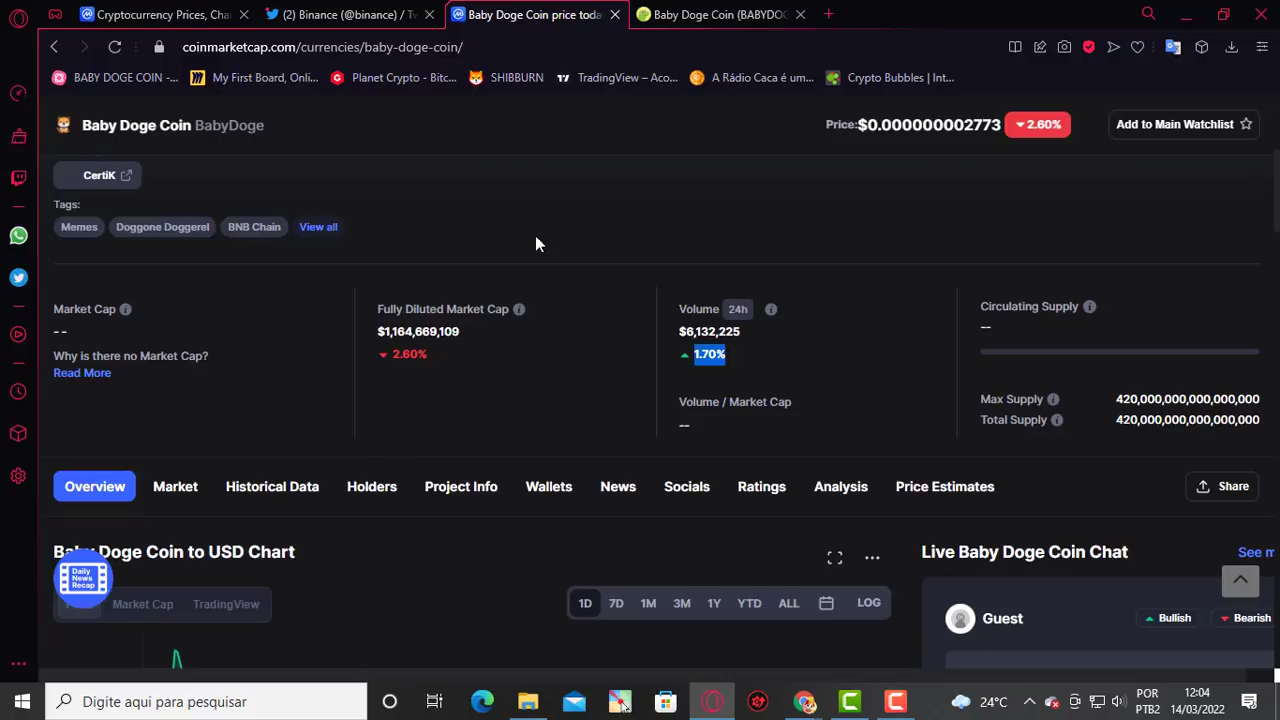 Cryptocurrency Prices, Cha
(2) Binance (@binance) / Tw
Baby Doge Coin price toda
Baby Doge Coin (BABYDO
coinmarketcap.com/currencies/baby-doge-coin/
BABY DOGE COIN -...
My First Board, Onli...
Planet Crypto - Bitc...
SHIBBURN
TradingView – Aco...
A Rádio Caca é um...
Crypto Bubbles | Int...
Baby Doge Coin BabyDoge
Price: $0.000000002773
2.60%
Add to Main Watchlist
CertiK
Tags:
Memes
Doggone Doggerel
BNB Chain
View all
Market Cap
--
Why is there no Market Cap?
Read More
Fully Diluted Market Cap
$1,164,669,109
2.60%
Volume 24h
$6,132,225
1.70%
Volume / Market Cap
--
Circulating Supply
--
Max Supply 420,000,000,000,000,000
Total Supply 420,000,000,000,000,000
Overview
Market
Historical Data
Holders
Project Info
Wallets
News
Socials
Ratings
Analysis
Price Estimates
Share
Baby Doge Coin to USD Chart
Daily
News
Recap
Market Cap
TradingView
1D
7D
1M
3M
1Y
YTD
ALL
LOG
Live Baby Doge Coin Chat
See m
Guest
Bullish
Bearish
Digite aqui para pesquisar
24°C
POR
PTB2
12:04
14/03/2022